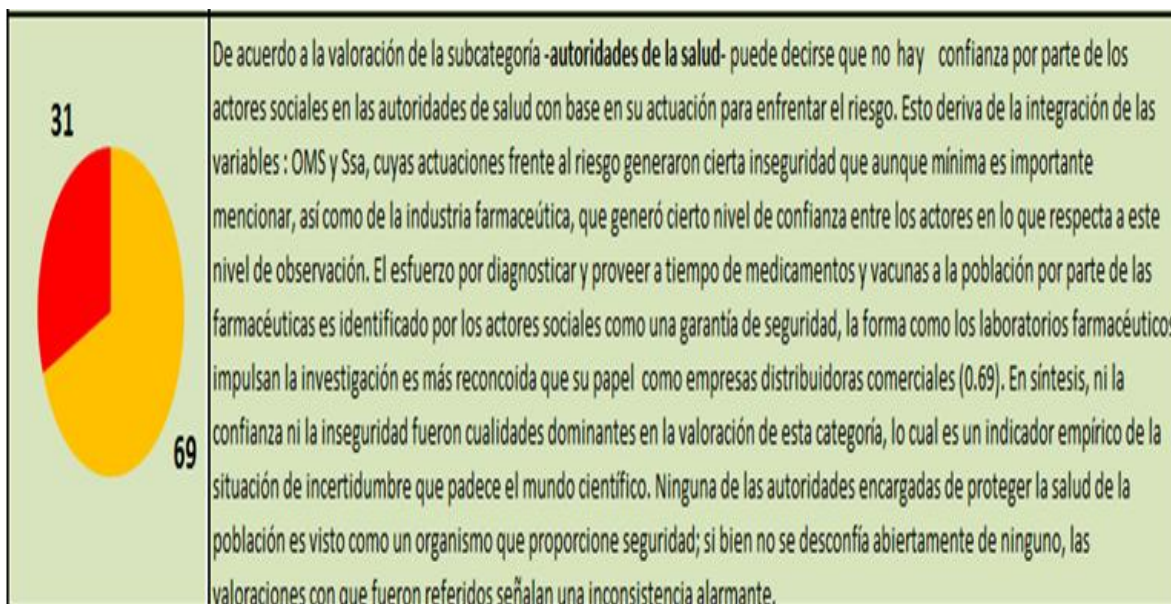 De acuerdo a la valoración de la subcategoría -autoridades de la salud- puede decirse que no hay confianza por parte de los
31
actores sociales en las autoridades de salud con base en su actuación para enfrentar el riesgo. Esto deriva de la integración de las
variables : OMS y Ssa, cuyas actuaciones frente al riesgo generaron cierta inseguridad que aunque mínima es importante
mencionar, así como de la industria farmaceútica, que generó cierto nivel de confianza entre los actores en lo que respecta a este
nivel de observación. El esfuerzo por diagnosticar y proveer a tiempo de medicamentos y vacunas a la población por parte de las
farmacéuticas es identificado por los actores sociales como una garantía de seguridad, la forma como los laboratorios farmacéuticos
impulsan la investigación es más reconcoida que su papel como empresas distribuidoras comerciales (0.69). En síntesis, ni la
confianza ni la inseguridad fueron cualidades dominantes en la valoración de esta categoría, lo cual es un indicador empírico de la
69
situación de incertidumbre que padece el mundo científico. Ninguna de las autoridades encargadas de proteger la salud de la
población es visto como un organismo que proporcione seguridad; si bien no se desconfía abiertamente de ninguno, las
valoraciones con que fueron referidos señalan una inconsistencia alarmante.